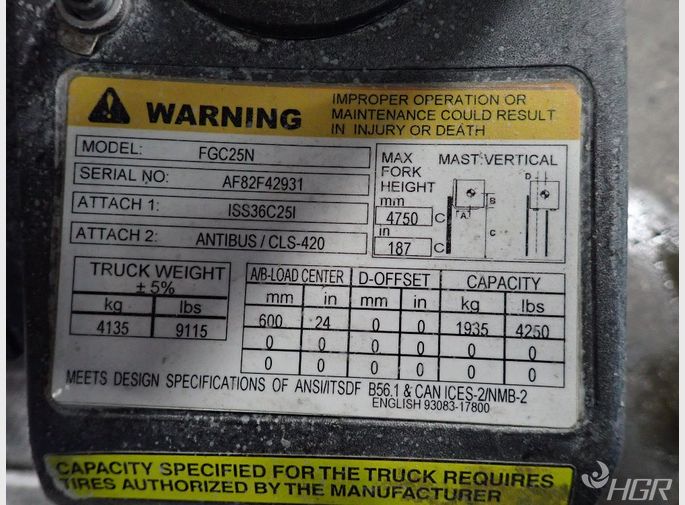 WARNING
IMPROPER OPERATION OR
MAINTENANCE COULD RESULT
IN INJURY OR DEATH
MODEL: FGC25N
SERIAL NO: AF82F42931
ATTACH 1: ISS36C25I
ATTACH 2: ANTIBUS / CLS-420
MAX
FORK
HEIGHT
mm
4750 C
in
187 C
MAST VERTICAL
D
A
B
C
TRUCK WEIGHT
± 5%
kg lbs
4135 9115
A/B-LOAD CENTER D-OFFSET CAPACITY
mm in mm in kg lbs
600 24 0 0 1935 4250
0 0 0 0 0 0
0 0 0 0 0 0
MEETS DESIGN SPECIFICATIONS OF ANSI/ITSDF B56.1 & CAN ICES-2/NMB-2
ENGLISH 93083-17800
CAPACITY SPECIFIED FOR THE TRUCK REQUIRES
TIRES AUTHORIZED BY THE MANUFACTURER
HGR